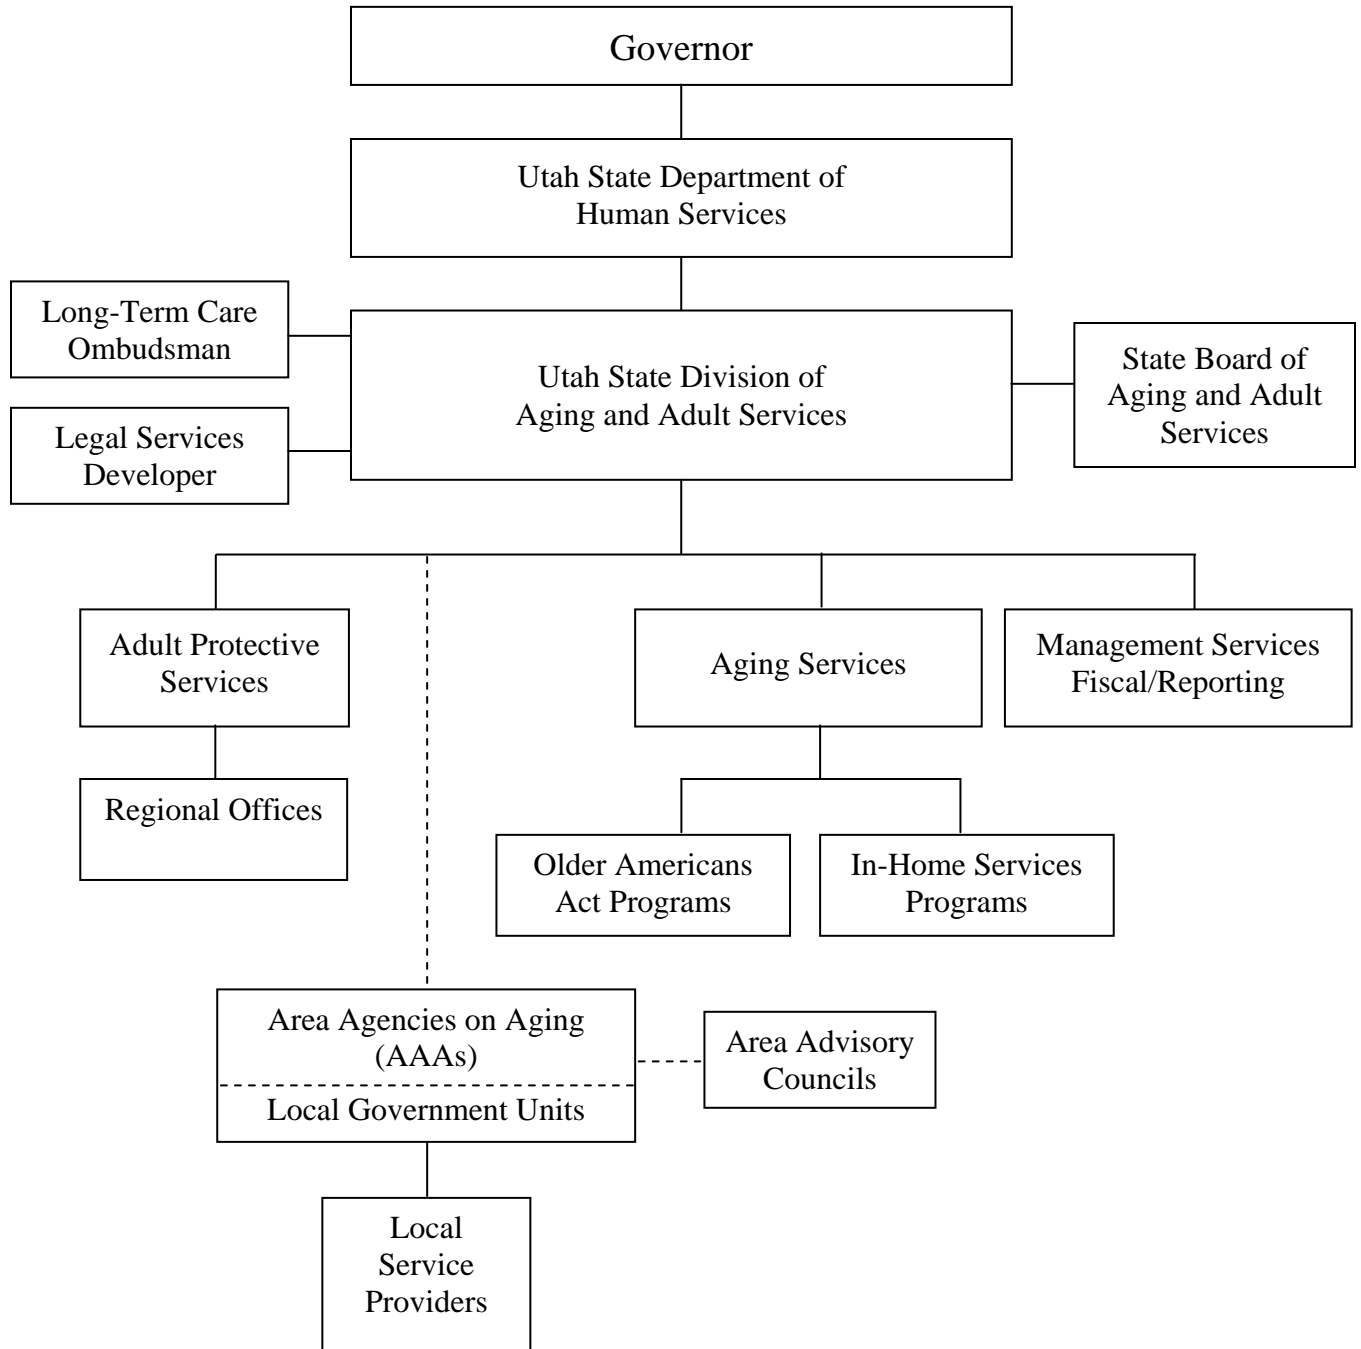 Governor
Utah State Department of
Human Services
Long-Term Care
Ombudsman
Legal Services
Developer
Utah State Division of
Aging and Adult Services
State Board of
Aging and Adult
Services
Adult Protective
Services
Aging Services
Management Services
Fiscal/Reporting
Regional Offices
Older Americans
Act Programs
In-Home Services
Programs
Area Agencies on Aging
(AAAs)
Local Government Units
Area Advisory
Councils
Local
Service
Providers